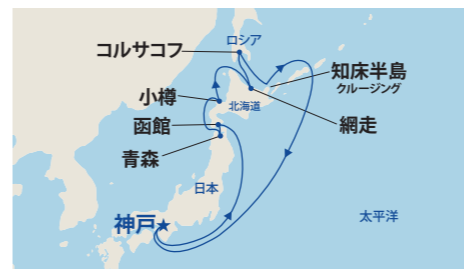 コルサコフ
ロシア
知床半島
クルージング
小樽
北海道
函館
網走
青森
日本
神戸
太平洋